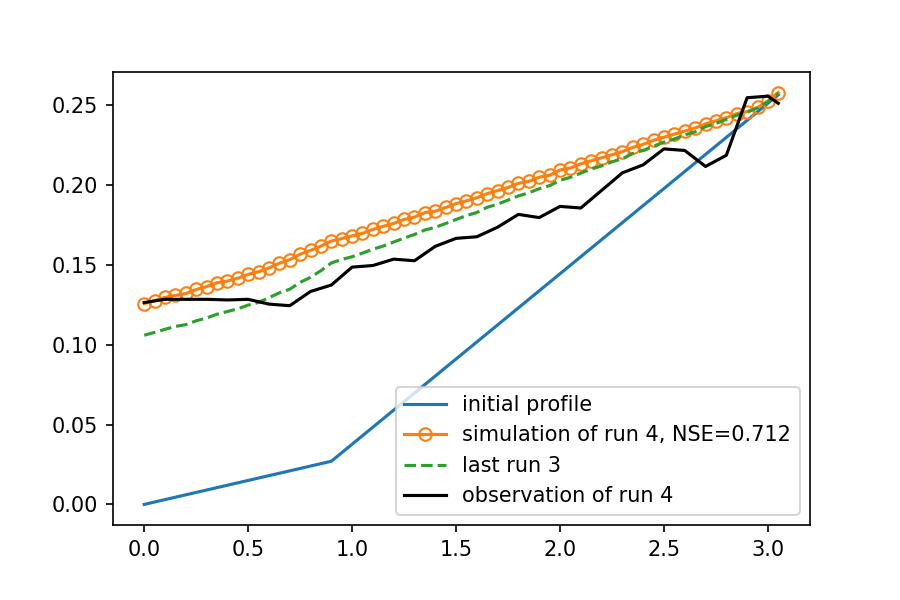 0.25
0.20
0.15
0.10
0.05
0.00
initial profile
simulation of run 4, NSE=0.712
last run 3
observation of run 4
0.0 0.5 1.0 1.5 2.0 2.5 3.0